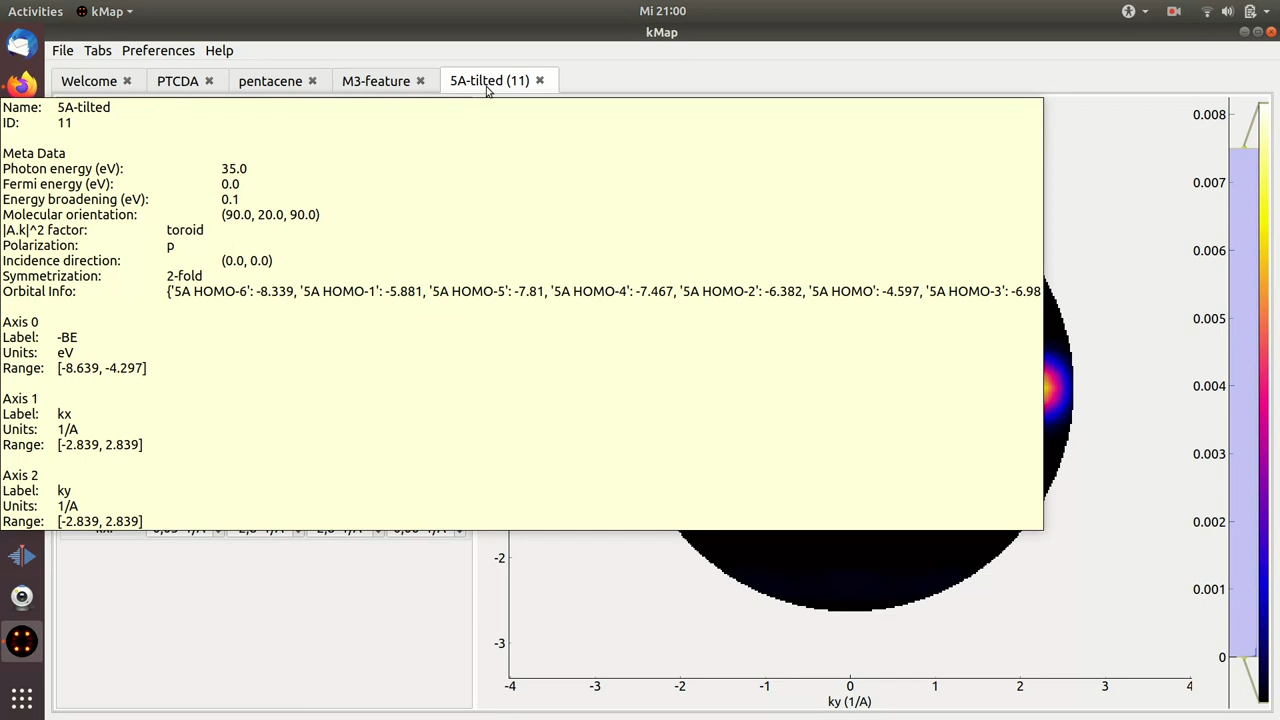 Activities
kMap
Mi 21:00
kMap
File Tabs Preferences Help
Welcome
PTCDA
pentacene
M3-feature
5A-tilted (11)
Name: 5A-tilted
ID: 11
Meta Data
Photon energy (eV): 35.0
Fermi energy (eV): 0.0
Energy broadening (eV): 0.1
Molecular orientation: (90.0, 20.0, 90.0)
|A.k|^2 factor: toroid
Polarization: p
Incidence direction: (0.0, 0.0)
Symmetrization: 2-fold
Orbital Info: {'5A HOMO-6': -8.339, '5A HOMO-1': -5.881, '5A HOMO-5': -7.81, '5A HOMO-4': -7.467, '5A HOMO-2': -6.382, '5A HOMO': -4.597, '5A HOMO-3': -6.98
Axis 0
Label: -BE
Units: eV
Range: [-8.639, -4.297]
Axis 1
Label: kx
Units: 1/A
Range: [-2.839, 2.839]
Axis 2
Label: ky
Units: 1/A
Range: [-2.839, 2.839]
0.008
0.007
0.006
0.005
0.004
0.003
0.002
0.001
0
-2
-3
-4 -3 -2 -1 0 1 2 3 4
ky (1/A)